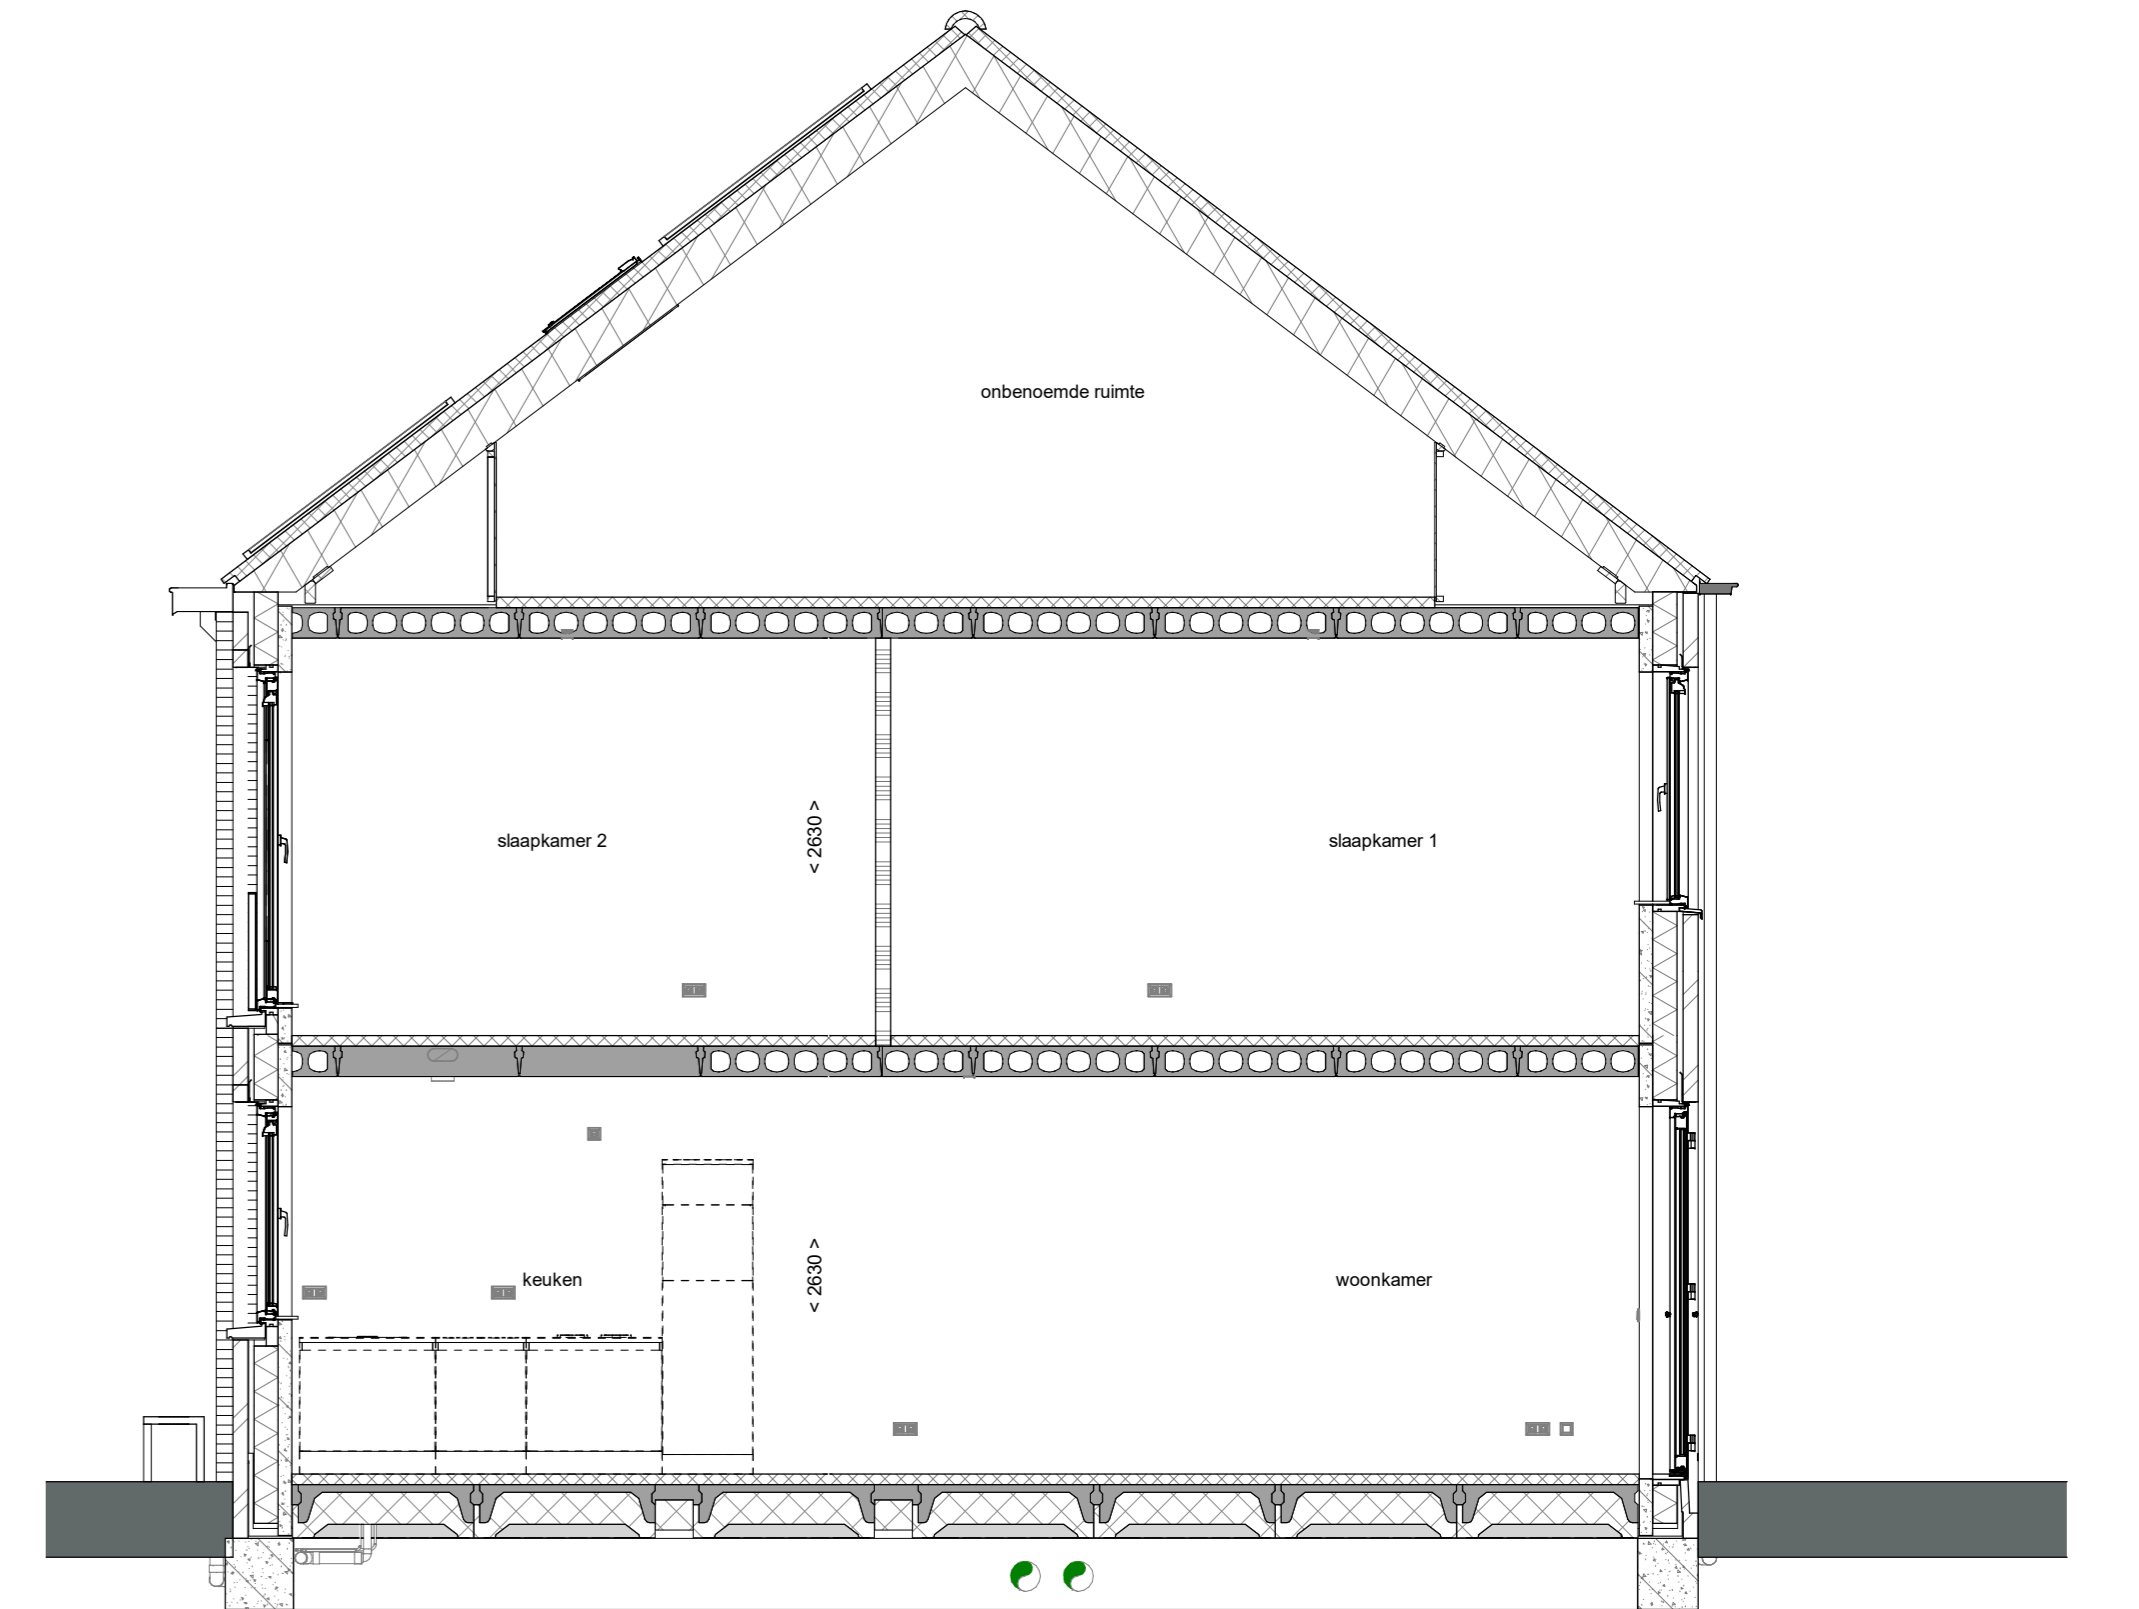 onbenoemde ruimte
slaapkamer 2
< 2630 >
slaapkamer 1
keuken
< 2630 >
woonkamer